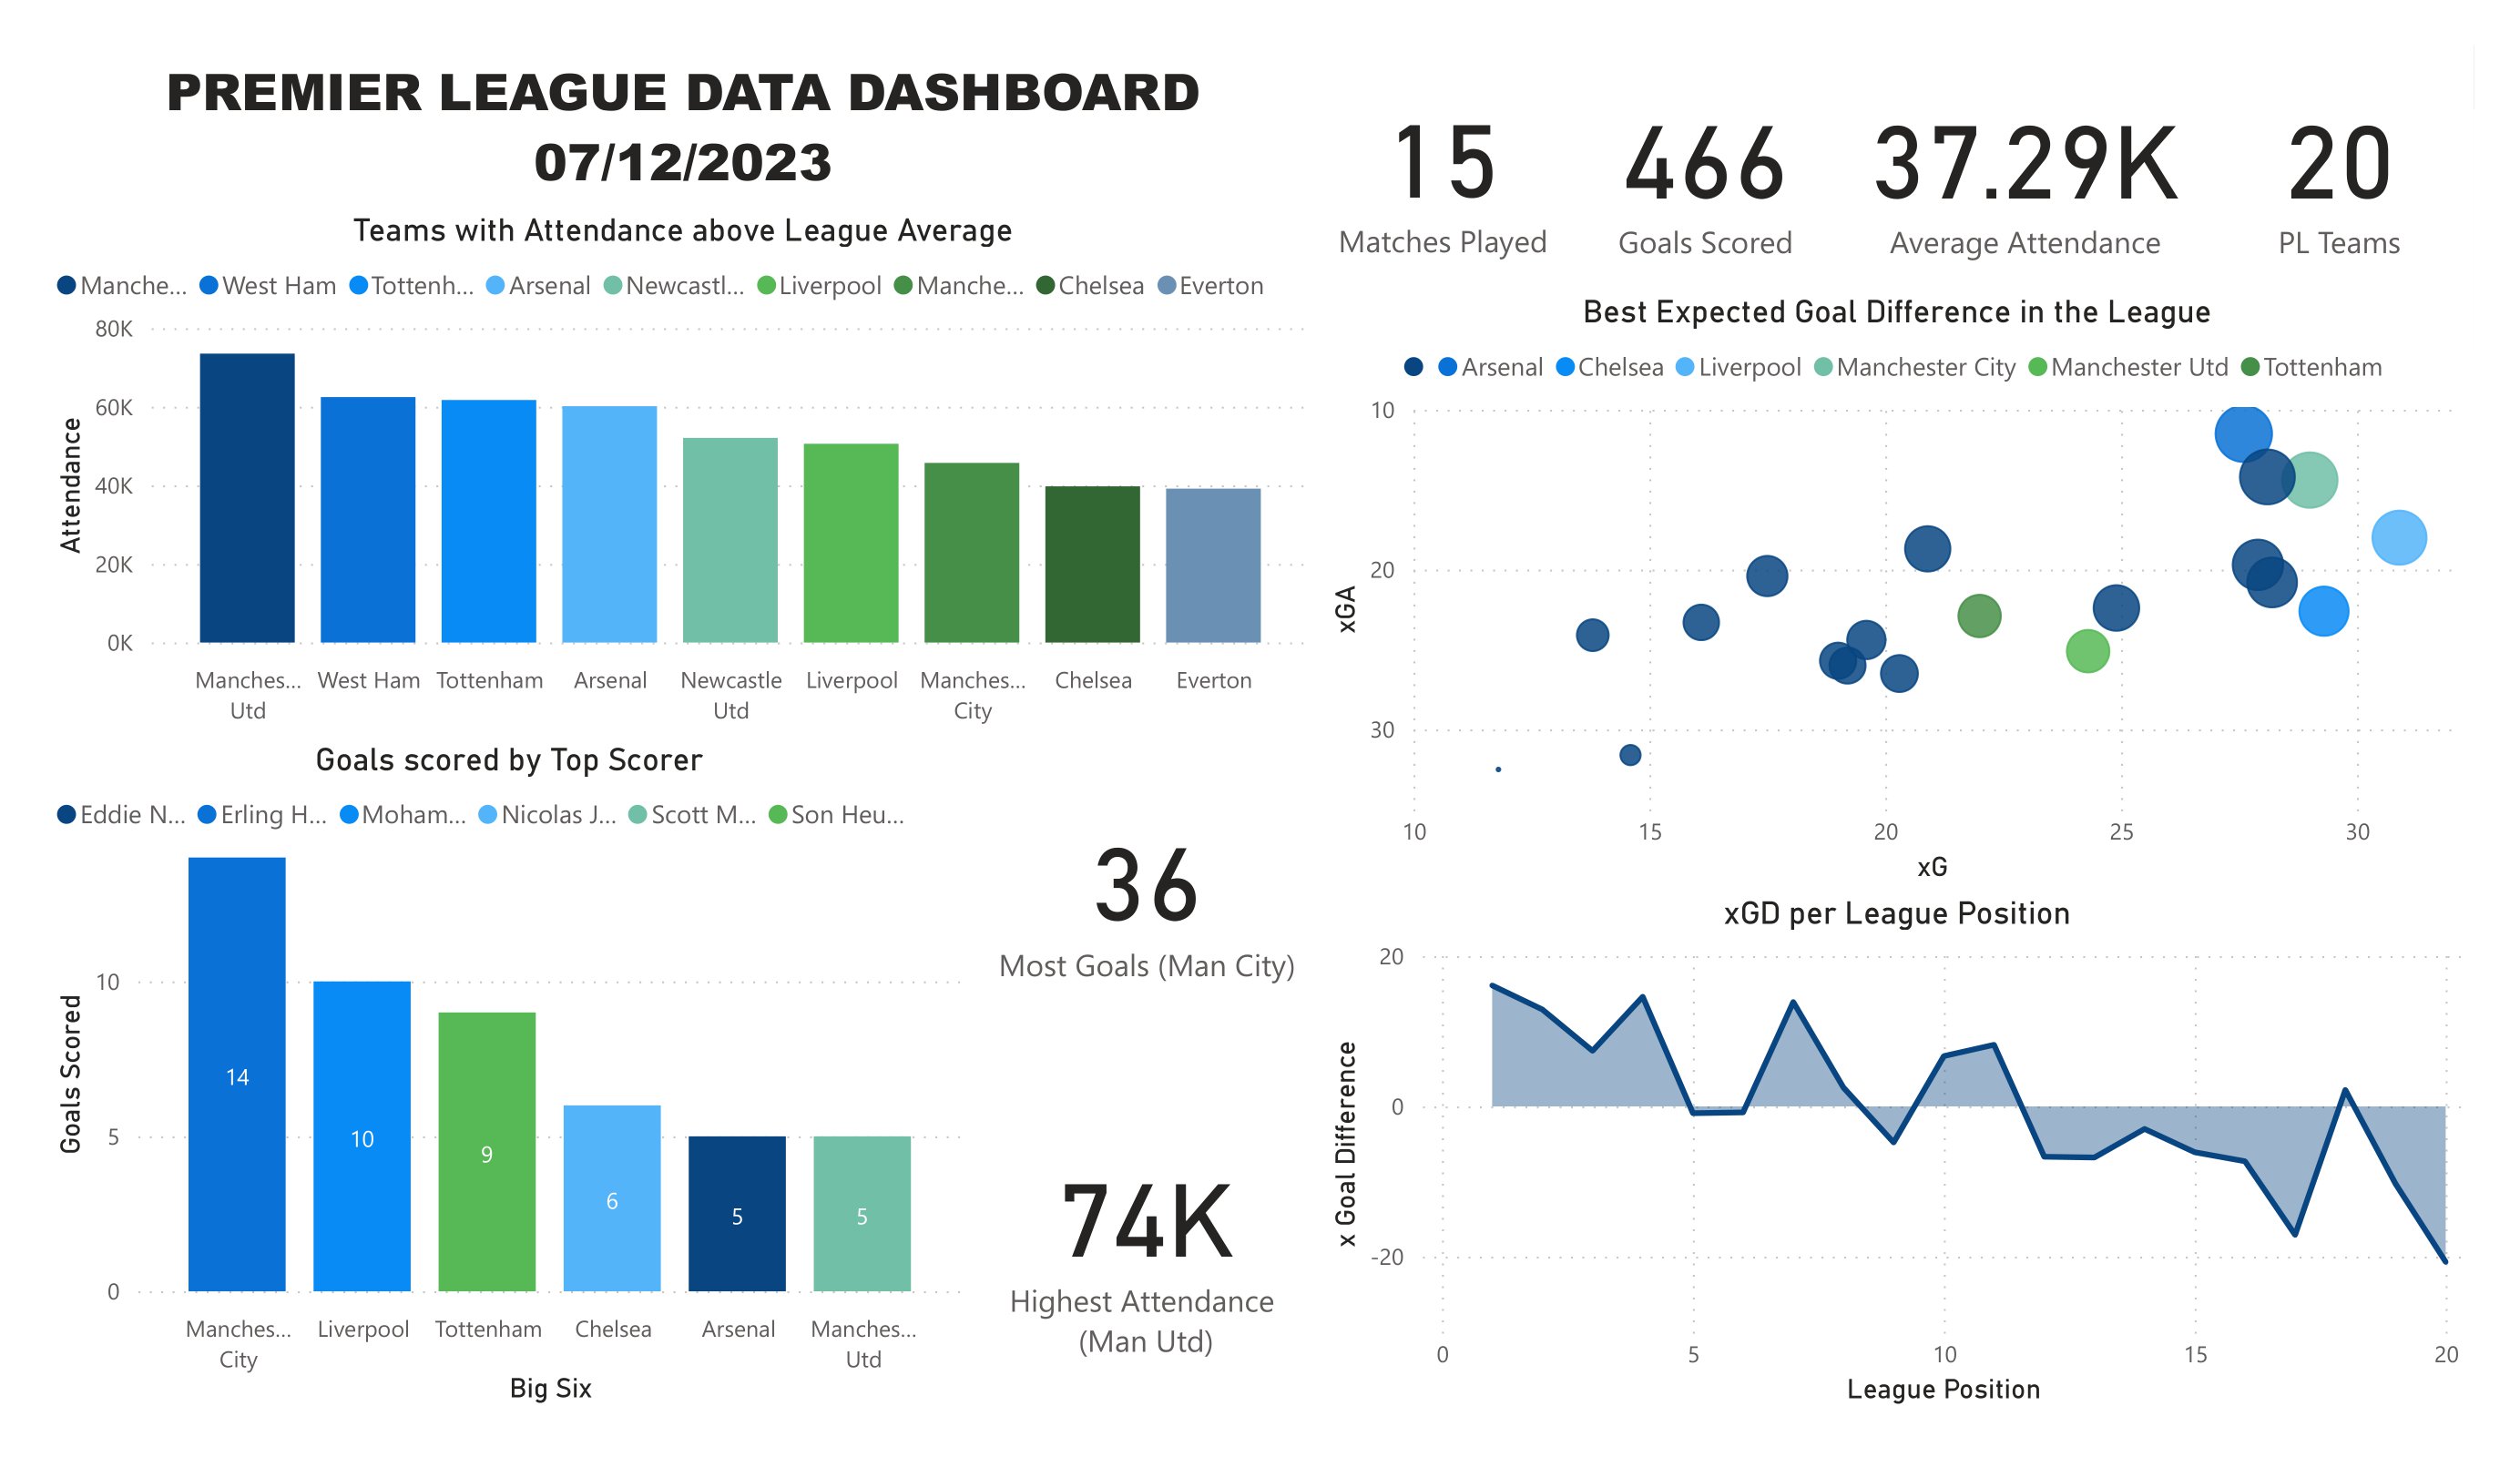 PREMIER LEAGUE DATA DASHBOARD
07/12/2023
15
Matches Played
466
Goals Scored
37.29K
Average Attendance
20
PL Teams
Teams with Attendance above League Average
Manche... West Ham Tottenh... Arsenal Newcastl... Liverpool Manche... Chelsea Everton
Attendance
80K
60K
40K
20K
0K
Manches... West Ham Tottenham Arsenal Newcastle Liverpool Manches... Chelsea Everton
Utd Utd City
Goals scored by Top Scorer
Eddie N... Erling H... Moham... Nicolas J... Scott M... Son Heu...
Goals Scored
10
5
0
14
10
9
6
5
5
Manches... Liverpool Tottenham Chelsea Arsenal Manches...
City Utd
Big Six
36
Most Goals (Man City)
74K
Highest Attendance
(Man Utd)
Best Expected Goal Difference in the League
Arsenal Chelsea Liverpool Manchester City Manchester Utd Tottenham
xGA
10
20
30
10 15 20 25 30
xG
xGD per League Position
x Goal Difference
20
0
-20
0 5 10 15 20
League Position